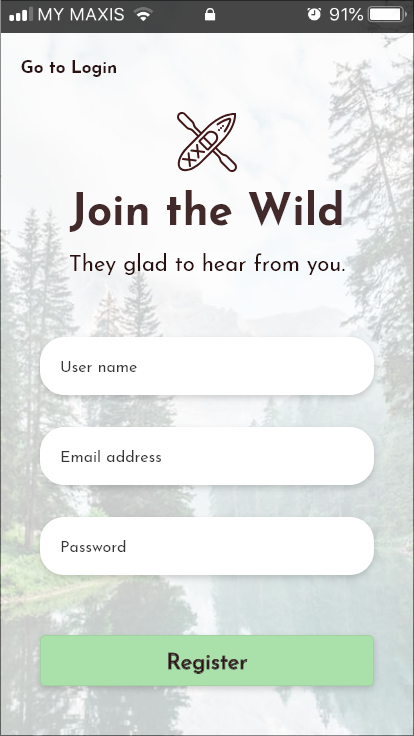 MY MAXIS 91%
Go to Login
Join the Wild
They glad to hear from you.
User name
Email address
Password
Register